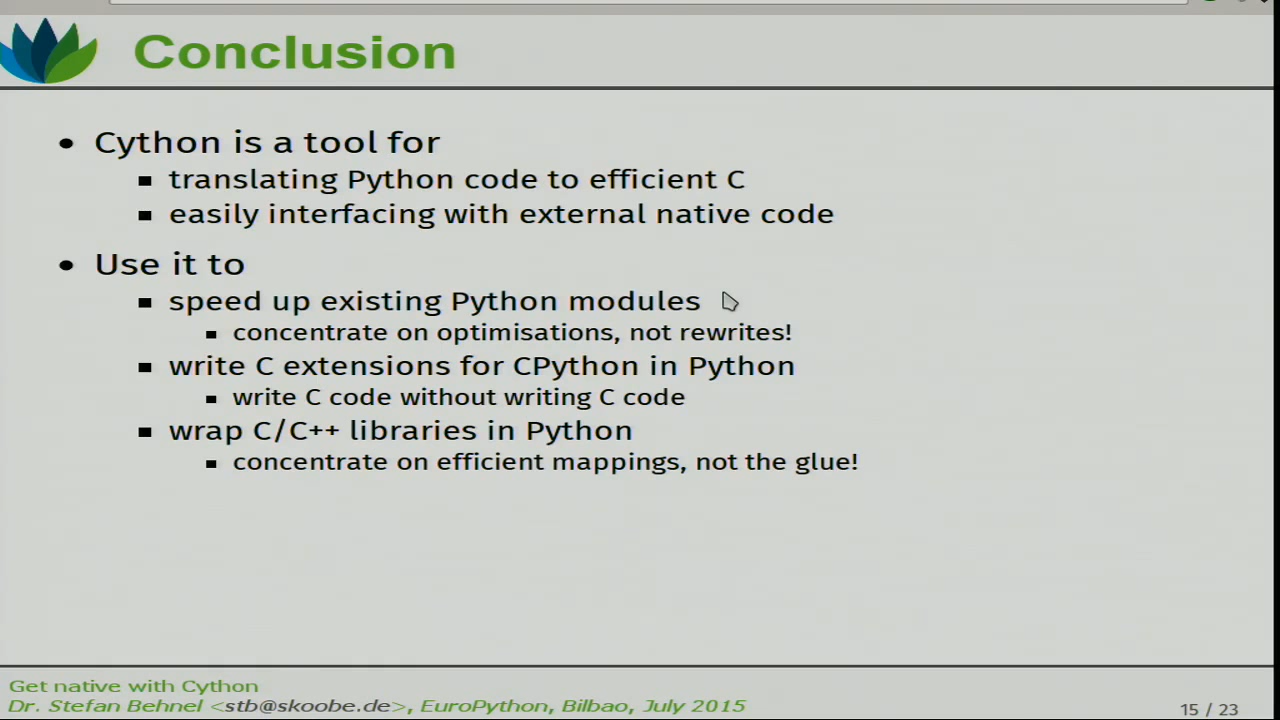 Conclusion
• Cython is a tool for
▪ translating Python code to efficient C
▪ easily interfacing with external native code
• Use it to
▪ speed up existing Python modules
▪ concentrate on optimisations, not rewrites!
▪ write C extensions for CPython in Python
▪ write C code without writing C code
▪ wrap C/C++ libraries in Python
▪ concentrate on efficient mappings, not the glue!
Get native with Cython
Dr. Stefan Behnel <stb@skoobe.de>, EuroPython, Bilbao, July 2015
15 / 23